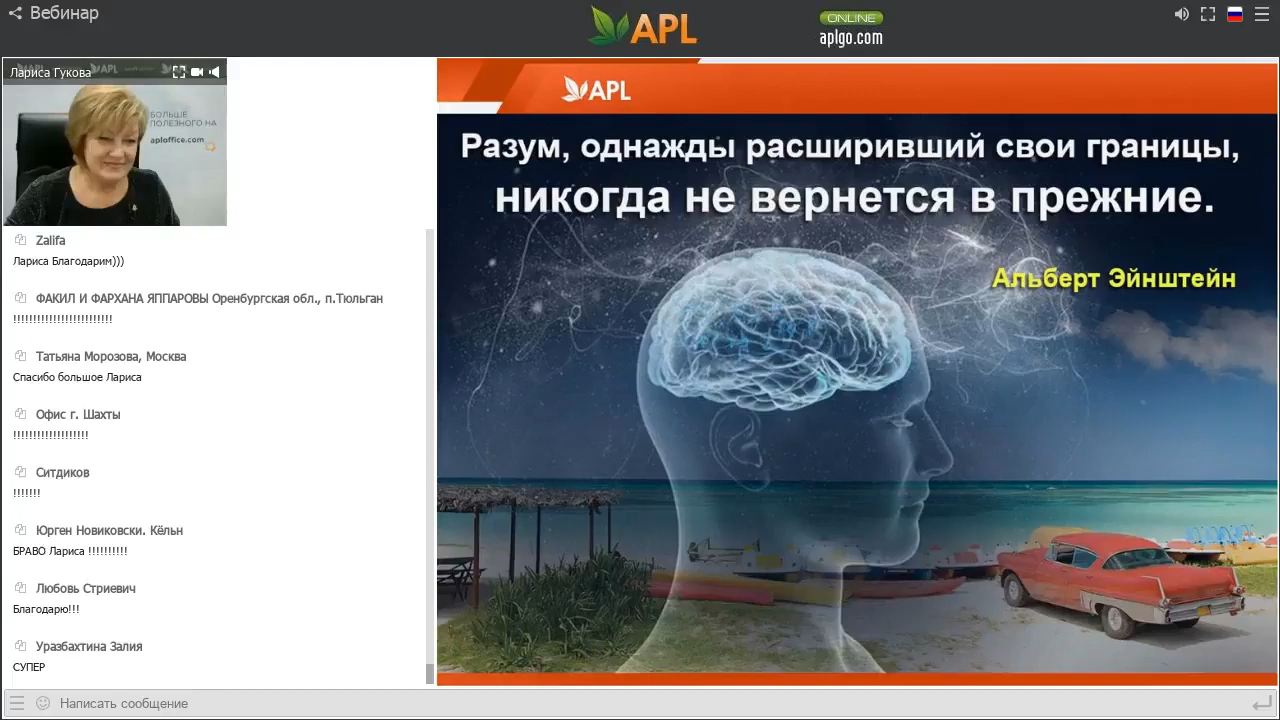 Вебинар
APL
ONLINE
aplgo.com
Лариса Гукова
БОЛЬШЕ
ПОЛЕЗНОГО НА
aploffice.com
Zalifa
Лариса Благодарим)))
ФАКИЛ И ФАРХАНА ЯППАРОВЫ Оренбургская обл., п.Тюльган
!!!!!!!!!!!!!!!!!!!!!!!!!
Татьяна Морозова, Москва
Спасибо большое Лариса
Офис г. Шахты
!!!!!!!!!!!!!!!!!!!
Ситдиков
!!!!!!!
Юрген Новиковски. Кёльн
БРАВО Лариса !!!!!!!!!!
Любовь Стриевич
Благодарю!!!
Уразбахтина Залия
СУПЕР
Написать сообщение
APL
Разум, однажды расширивший свои границы,
никогда не вернется в прежние.
Альберт Эйнштейн